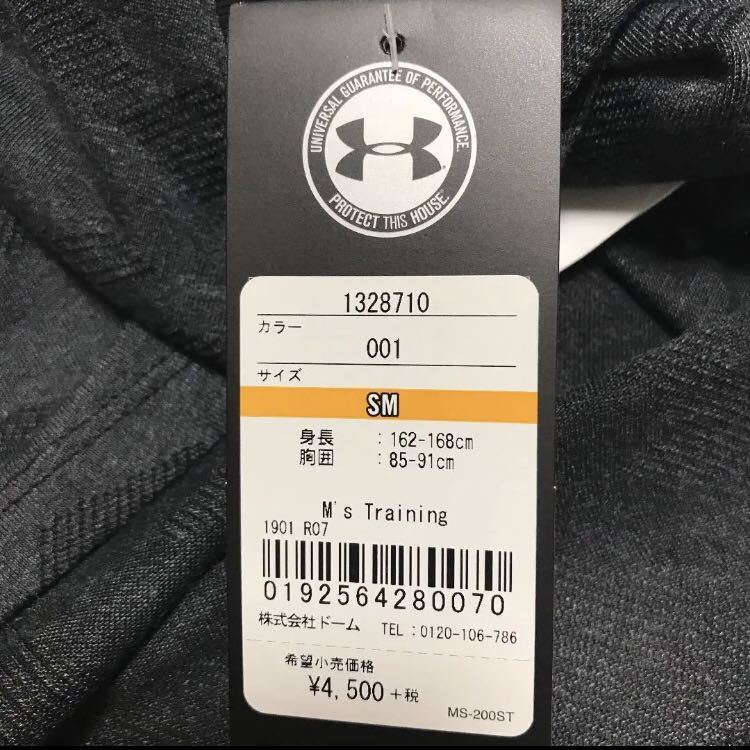 UNIVERSAL GUARANTEE OF PERFORMANCE.
PROTECT THIS HOUSE.
1328710
カラー
001
サイズ
SM
身長 : 162-168cm
胸囲 : 85-91cm
M's Training
1901 R07
0192564280070
株式会社ドーム TEL : 0120-106-786
希望小売価格
¥4,500 +税
MS-200ST